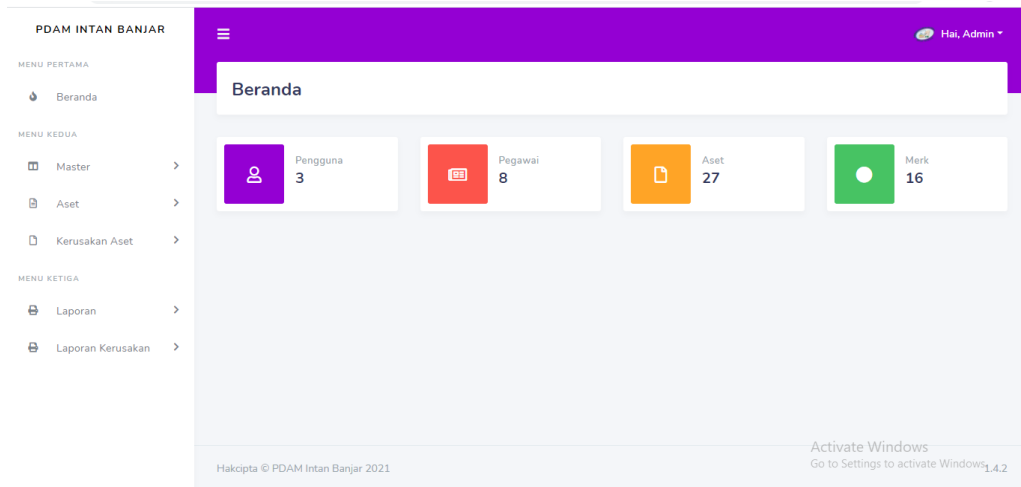 PDAM INTAN BANJAR
Hai, Admin
MENU PERTAMA
Beranda
MENU KEDUA
Master
Aset
Kerusakan Aset
MENU KETIGA
Laporan
Laporan Kerusakan
Beranda
Pengguna
3
Pegawai
8
Aset
27
Merk
16
Activate Windows
Go to Settings to activate Windows.
Hakcipta © PDAM Intan Banjar 2021
1.4.2